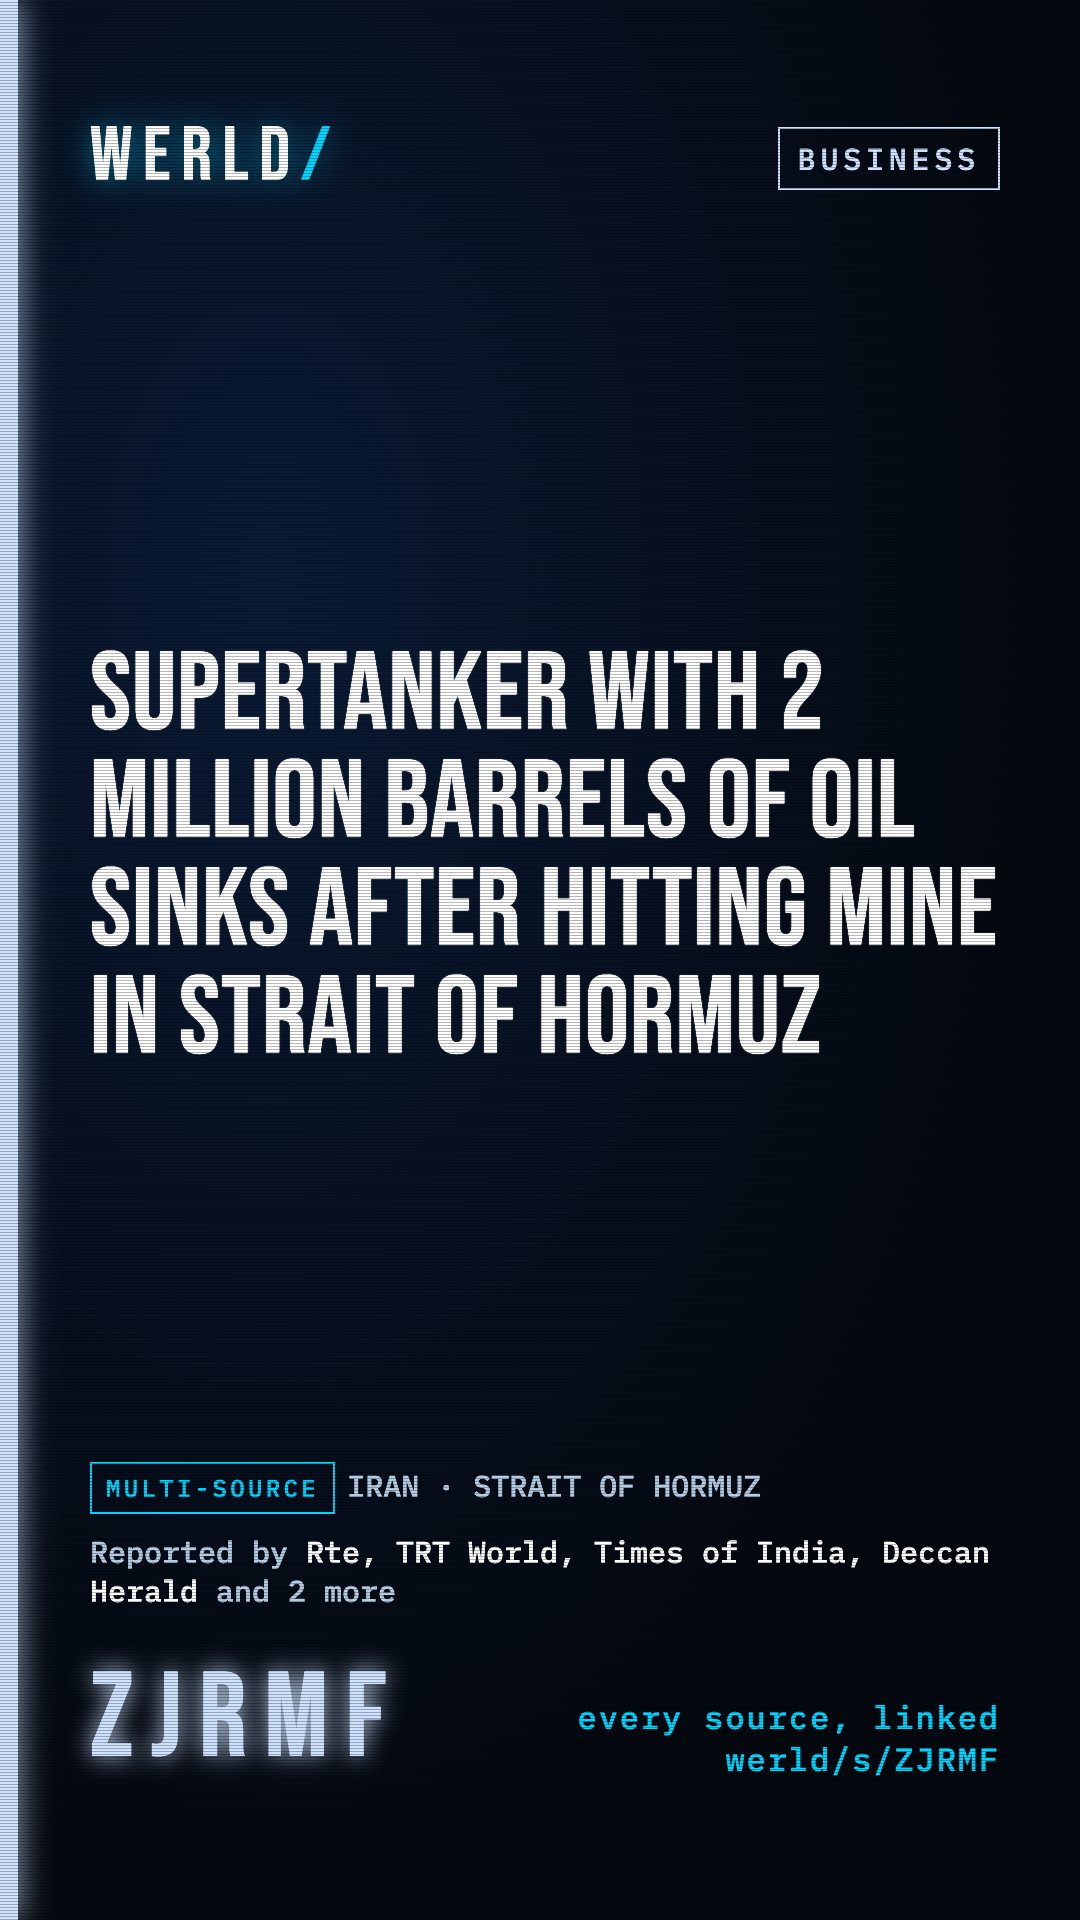 WERLD/
BUSINESS
SUPERTANKER WITH 2
MILLION BARRELS OF OIL
SINKS AFTER HITTING MINE
IN STRAIT OF HORMUZ
MULTI-SOURCE IRAN · STRAIT OF HORMUZ
Reported by Rte, TRT World, Times of India, Deccan
Herald and 2 more
ZJRMF
every source, linked
werld/s/ZJRMF